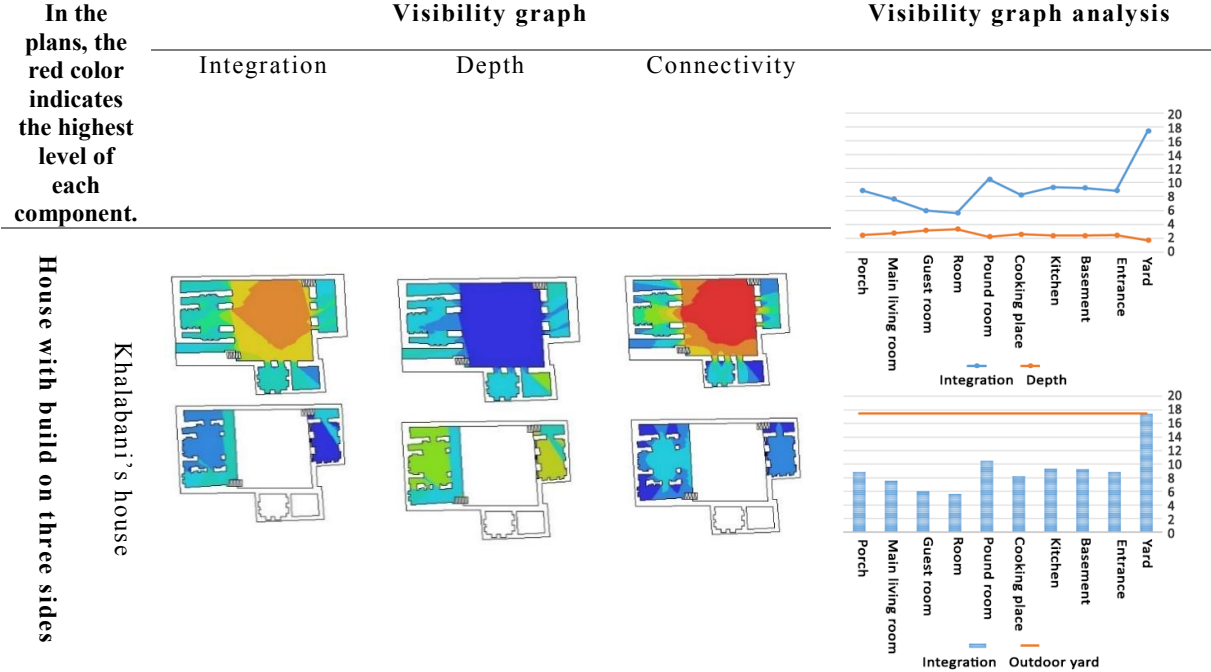 In the
plans, the
red color
indicates
the highest
level of
each
component.
Visibility graph
Visibility graph analysis
Integration
Depth
Connectivity
House with build on three sides
Khalabani's house
20
18
16
14
12
10
8
6
4
2
0
Porch
Main living room
Guest room
Room
Pound room
Cooking place
Kitchen
Basement
Entrance
Yard
Integration Depth
20
18
16
14
12
10
8
6
4
2
0
Porch
Main living room
Guest room
Room
Pound room
Cooking place
Kitchen
Basement
Entrance
Yard
Integration Outdoor yard